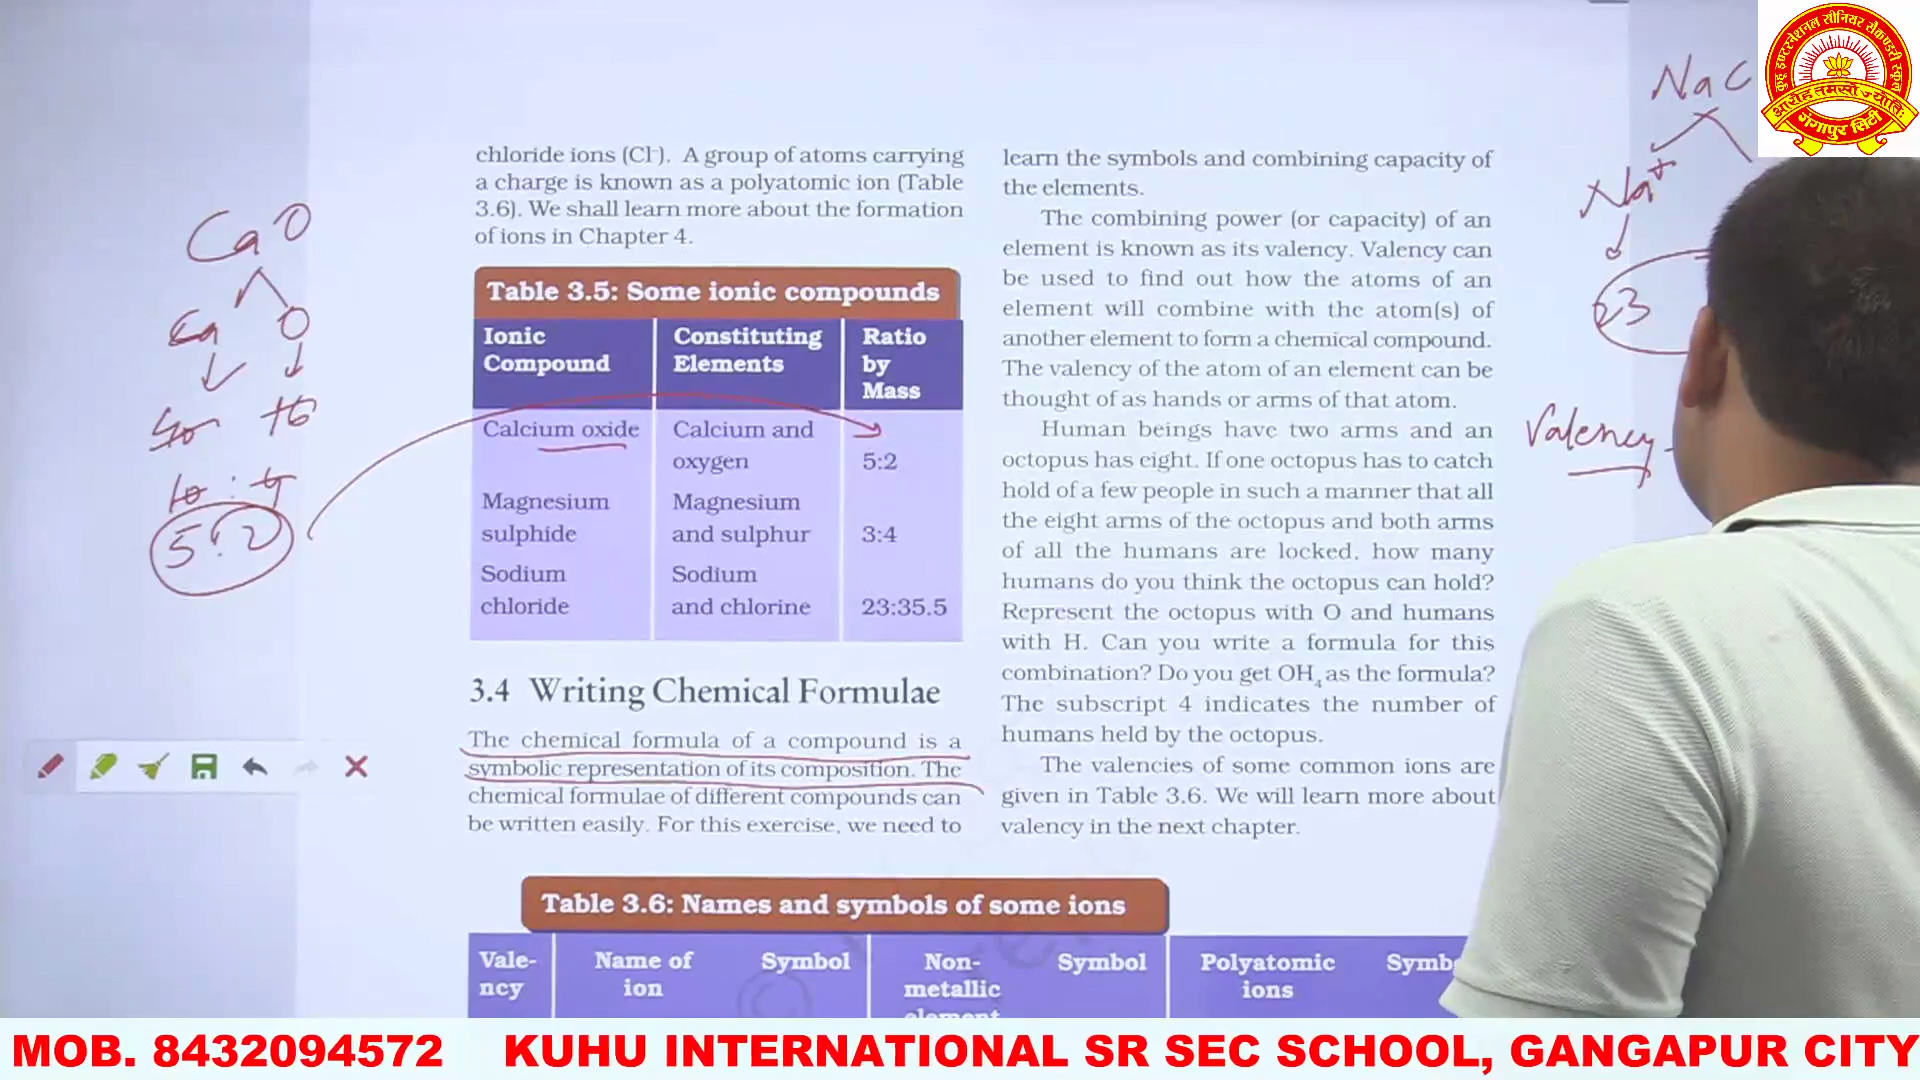 कुहू इण्टरनेशनल सीनियर सैकण्डरी स्कूल
आरोह तमसो ज्योतिः
गंगापुर सिटी
CaO
Ca O
40 16
10 : 4
5:2
chloride ions (Cl⁻). A group of atoms carrying
a charge is known as a polyatomic ion (Table
3.6). We shall learn more about the formation
of ions in Chapter 4.
Table 3.5: Some ionic compounds
Ionic Constituting Ratio
Compound Elements by
Mass
Calcium oxide Calcium and
oxygen 5:2
Magnesium Magnesium
sulphide and sulphur 3:4
Sodium Sodium
chloride and chlorine 23:35.5
3.4 Writing Chemical Formulae
The chemical formula of a compound is a
symbolic representation of its composition. The
chemical formulae of different compounds can
be written easily. For this exercise, we need to
learn the symbols and combining capacity of
the elements.
The combining power (or capacity) of an
element is known as its valency. Valency can
be used to find out how the atoms of an
element will combine with the atom(s) of
another element to form a chemical compound.
The valency of the atom of an element can be
thought of as hands or arms of that atom.
Human beings have two arms and an
octopus has eight. If one octopus has to catch
hold of a few people in such a manner that all
the eight arms of the octopus and both arms
of all the humans are locked, how many
humans do you think the octopus can hold?
Represent the octopus with O and humans
with H. Can you write a formula for this
combination? Do you get OH₄ as the formula?
The subscript 4 indicates the number of
humans held by the octopus.
The valencies of some common ions are
given in Table 3.6. We will learn more about
valency in the next chapter.
NaC
Na⁺
23
Valency
Table 3.6: Names and symbols of some ions
Vale- Name of Symbol Non- Symbol Polyatomic Symb
ncy ion metallic ions
element
MOB. 8432094572 KUHU INTERNATIONAL SR SEC SCHOOL, GANGAPUR CITY